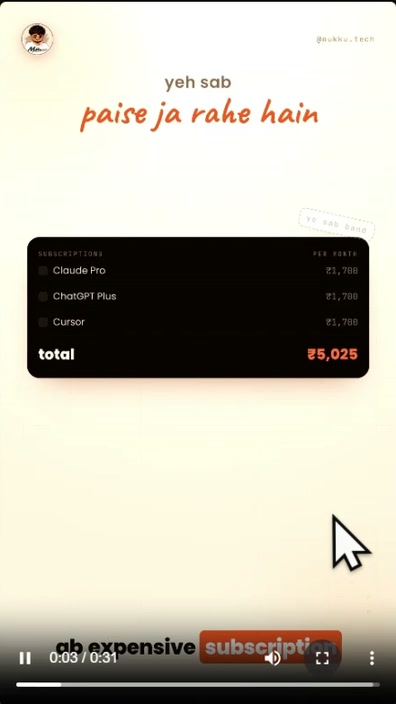 @mukku.tech
yeh sab
paise ja rahe hain
ye sab band
SUBSCRIPTIONS PER MONTH
Claude Pro ₹1,700
ChatGPT Plus ₹1,700
Cursor ₹1,700
total ₹5,025
ab expensive subscription
0:03 / 0:31